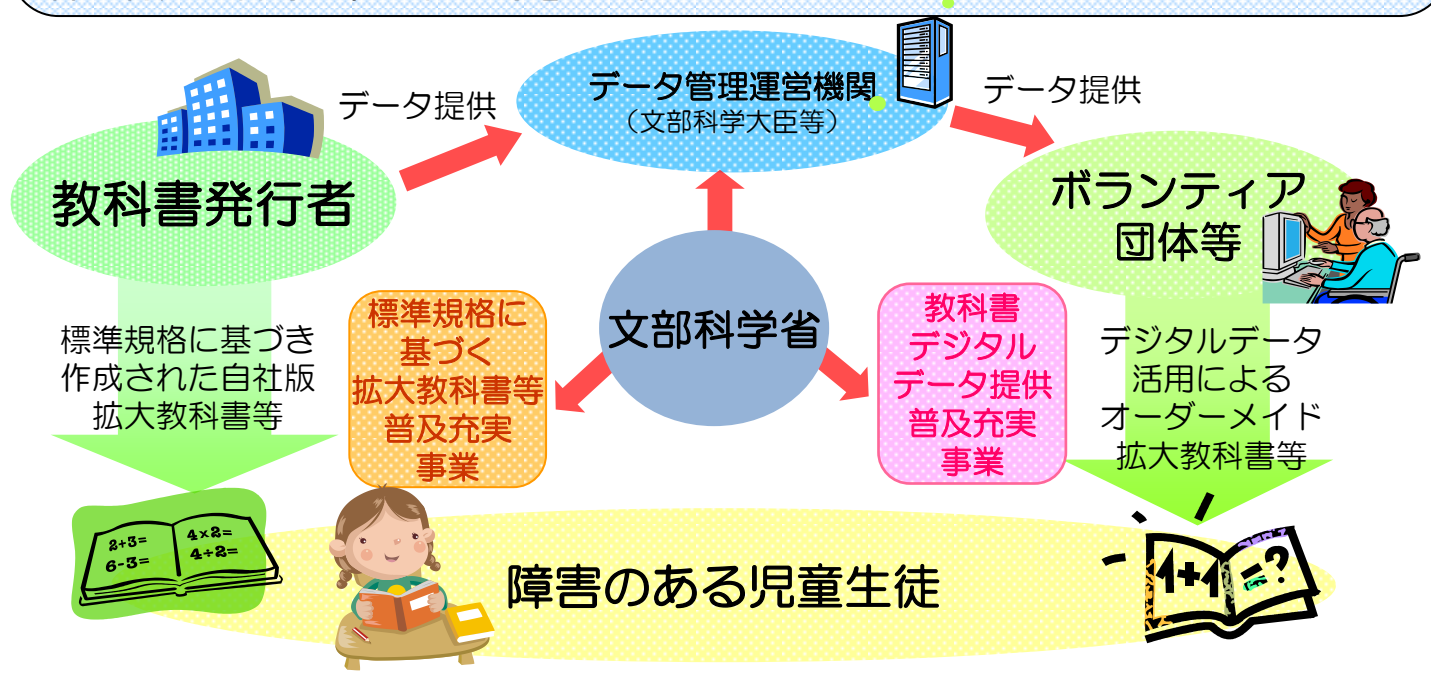 データ管理運営機関
(文部科学大臣等)
データ提供
データ提供
教科書発行者
ボランティア
団体等
文部科学省
標準規格に
基づく
拡大教科書等
普及充実
事業
教科書
デジタル
データ提供
普及充実
事業
標準規格に基づき
作成された自社版
拡大教科書等
デジタルデータ
活用による
オーダーメイド
拡大教科書等
2+3=
6-3=
4×2=
4÷2=
障害のある児童生徒
1+1
=?